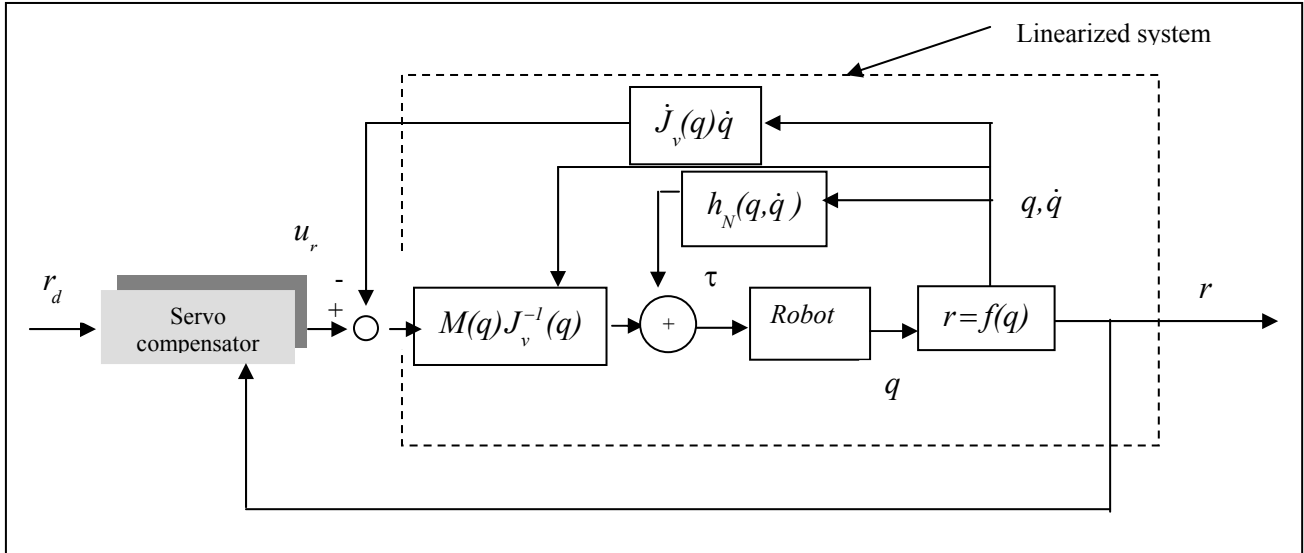 Linearized system
J̇_v(q)q̇
h_N(q,q̇)
q,q̇
u_r
r_d
-
+
τ
r
Servo
compensator
M(q)J_v^{-1}(q)
+
Robot
r=f(q)
q